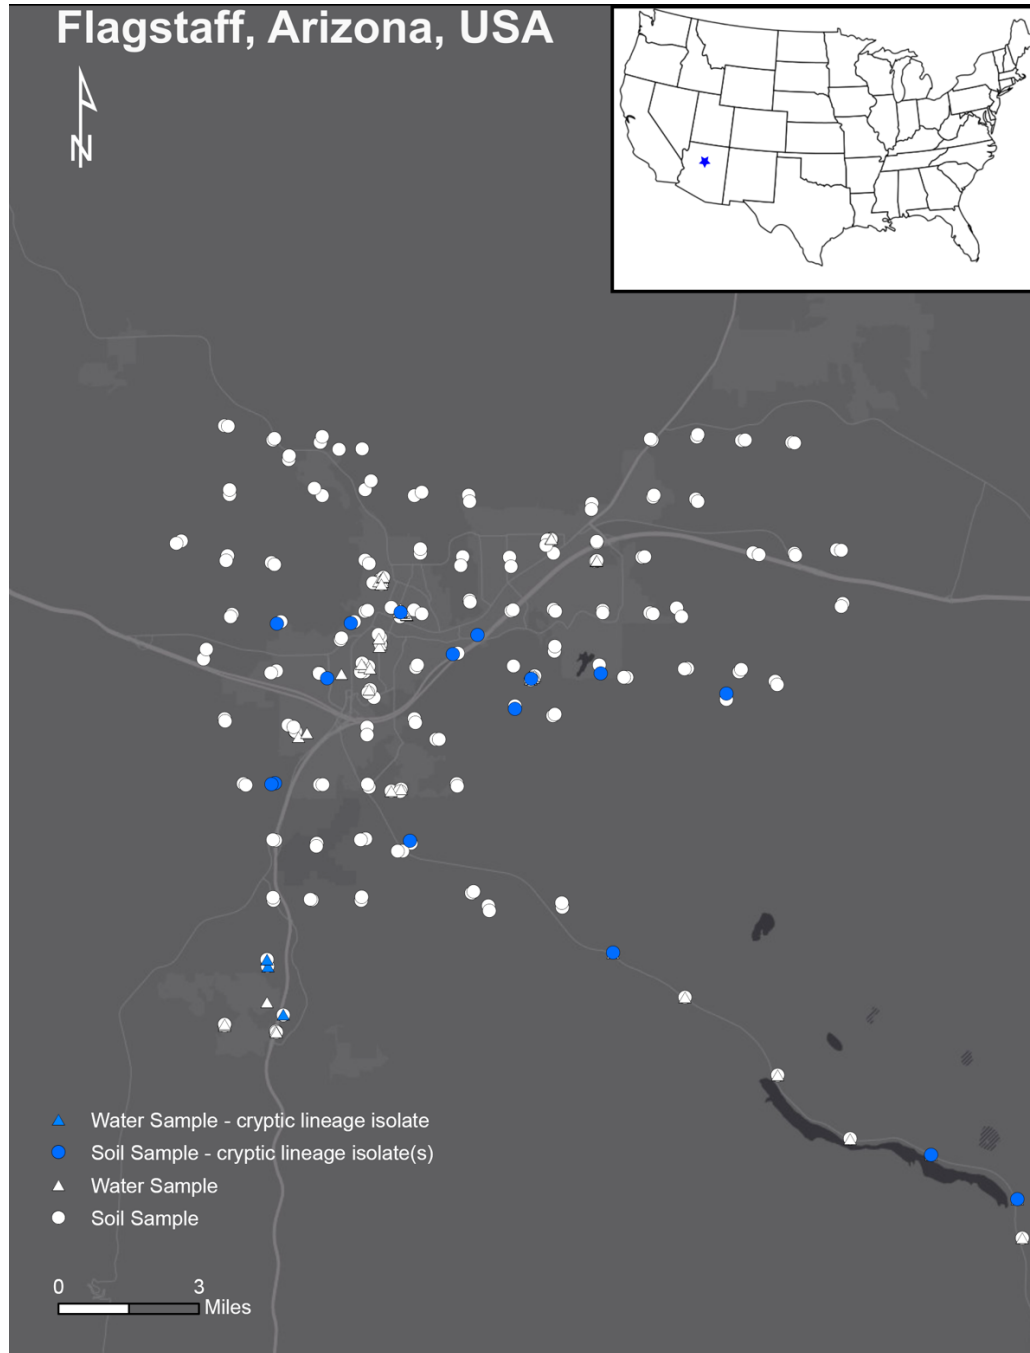 Flagstaff, Arizona, USA
N
Water Sample - cryptic lineage isolate
Soil Sample - cryptic lineage isolate(s)
Water Sample
Soil Sample
0 3
Miles